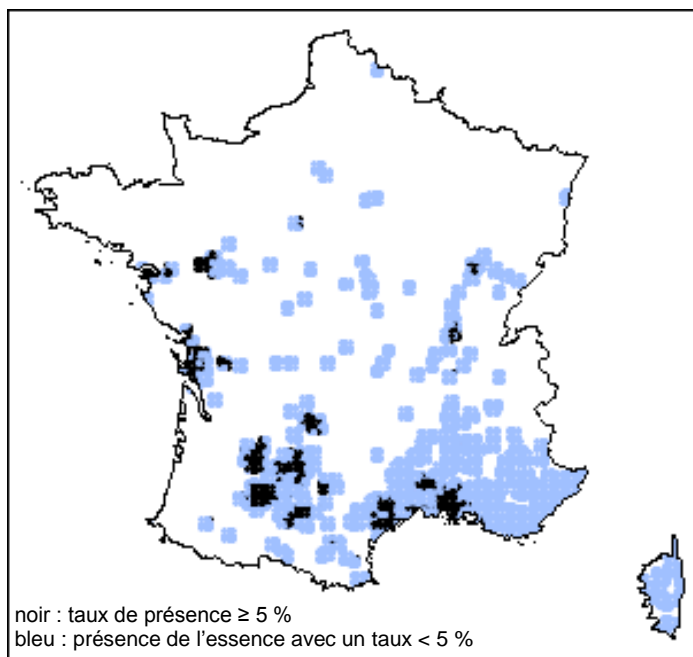 noir : taux de présence ≥ 5 %
bleu : présence de l’essence avec un taux < 5 %